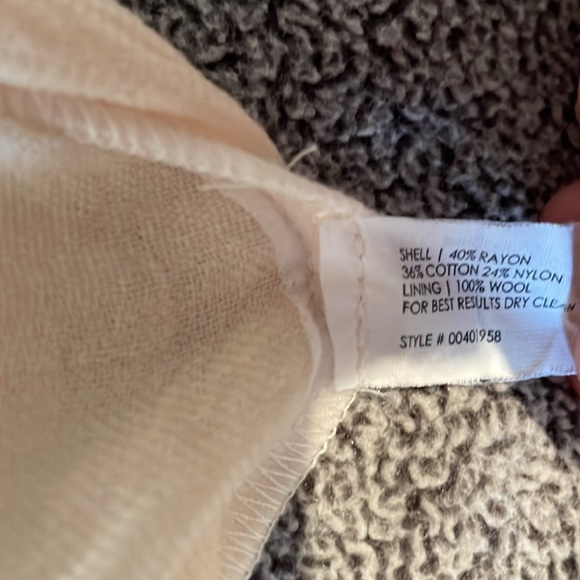 SHELL | 40% RAYON
36% COTTON 24% NYLON
LINING | 100% WOOL
FOR BEST RESULTS DRY CLEAN
STYLE # 00401958